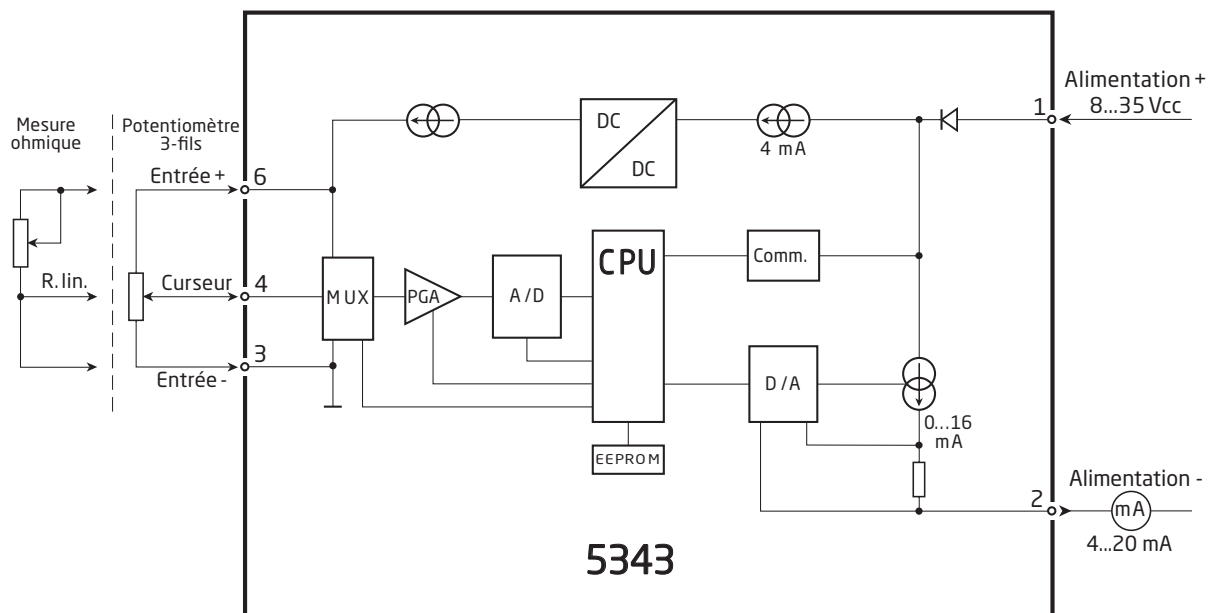 Alimentation +
8...35 Vcc
1
DC
DC
4 mA
Mesure
ohmique
Potentiomètre
3-fils
Entrée +
6
CPU
Comm.
R. lin.
Curseur
4
MUX
PGA
A/D
3
Entrée -
D/A
0...16
mA
EEPROM
Alimentation -
2
mA
4...20 mA
5343